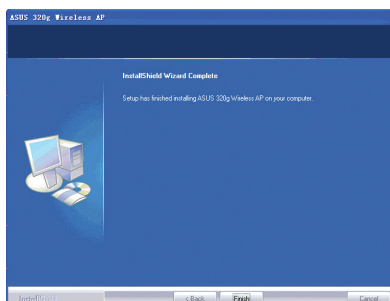 ASUS 320g Wireless AP
InstallShield Wizard Complete
Setup has finished installing ASUS 320g Wireless AP on your computer.
InstallShield
< Back
Finish
Cancel